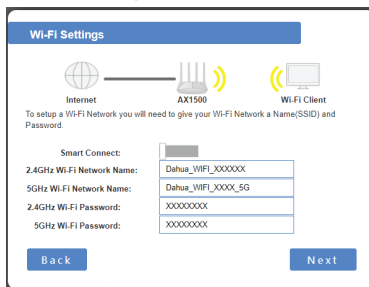 Wi-Fi Settings
Internet
AX1500
Wi-Fi Client
To setup a Wi-Fi Network you will need to give your Wi-Fi Network a Name(SSID) and
Password.
Smart Connect:
2.4GHz Wi-Fi Network Name:
Dahua_WIFI_XXXXXX
5GHz Wi-Fi Network Name:
Dahua_WIFI_XXXX_5G
2.4GHz Wi-Fi Password:
XXXXXXXX
5GHz Wi-Fi Password:
XXXXXXXX
Back
Next